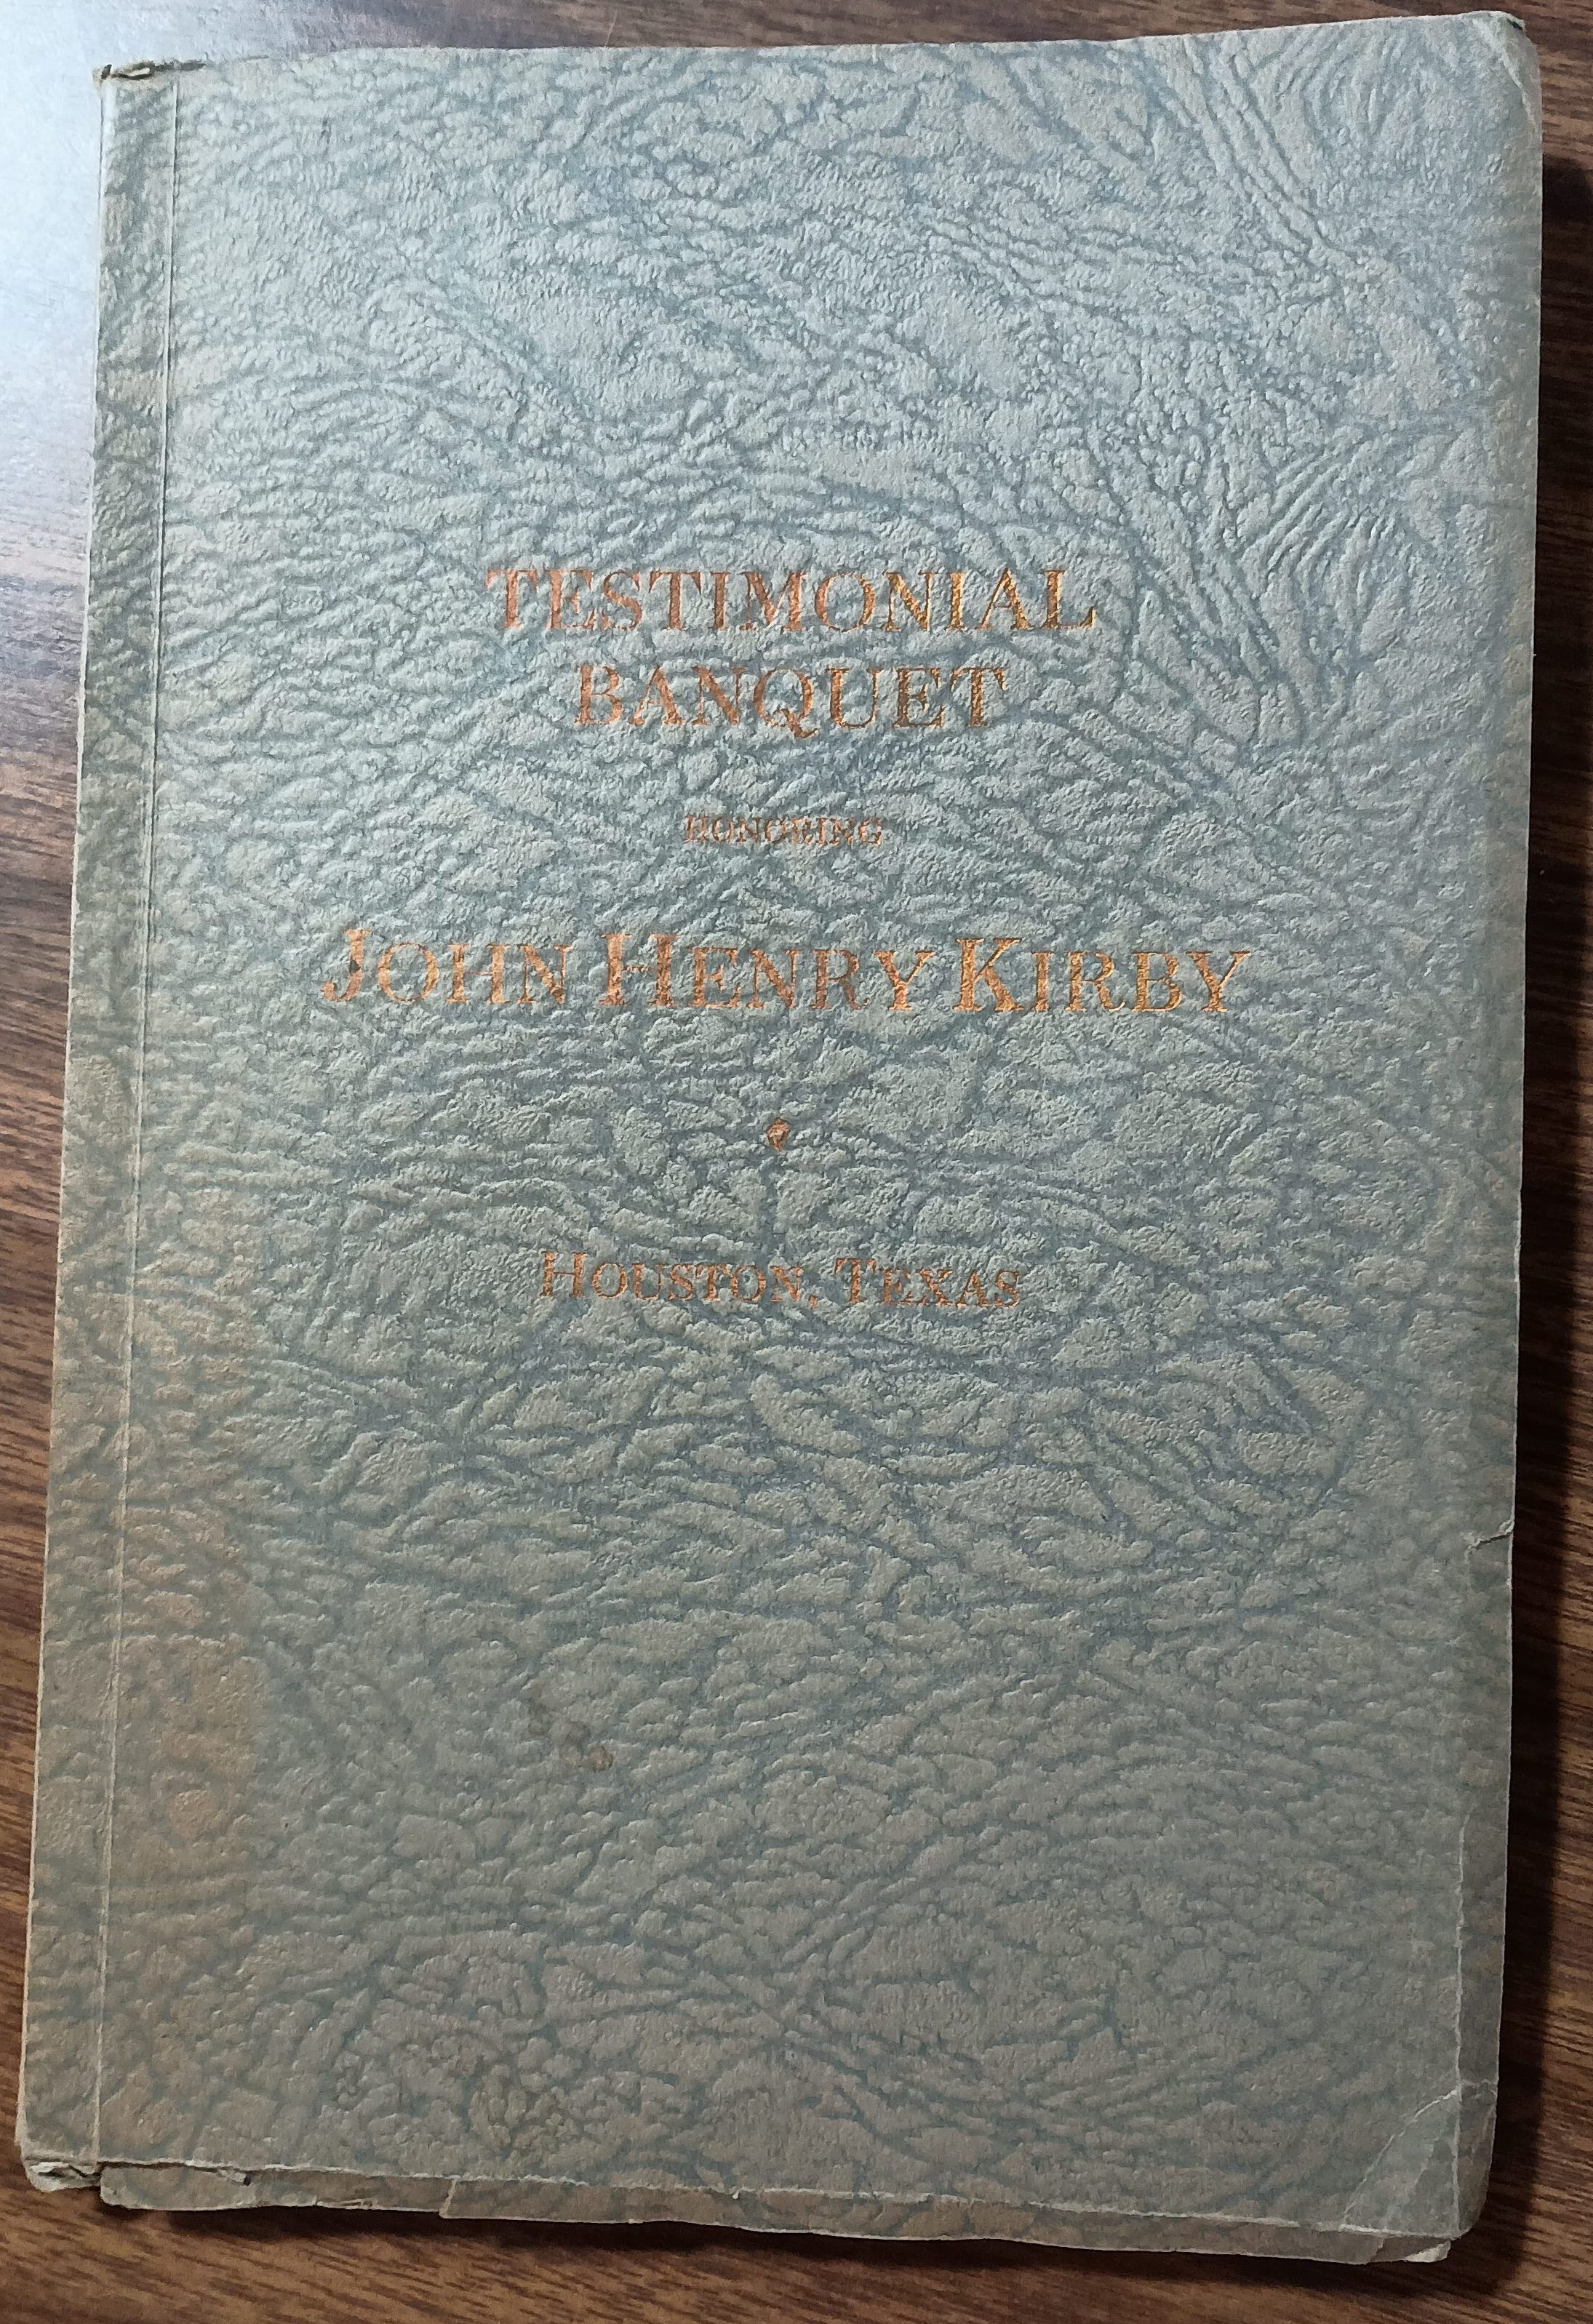 TESTIMONIAL
BANQUET
HONORING
JOHN HENRY KIRBY
HOUSTON, TEXAS